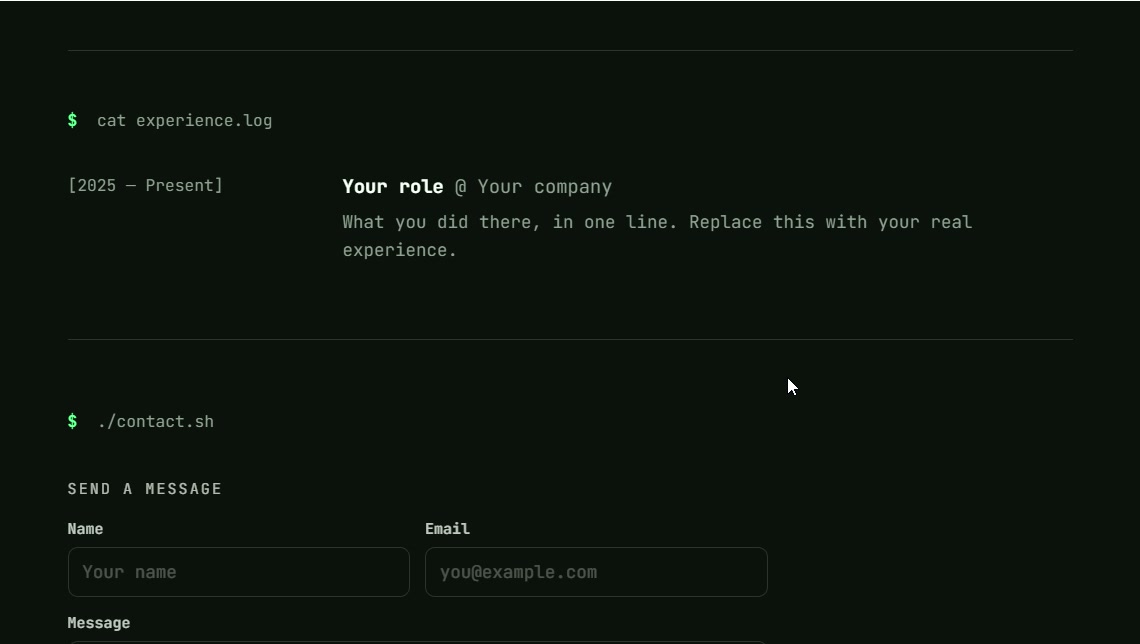 $ cat experience.log
[2025 — Present]
Your role @ Your company
What you did there, in one line. Replace this with your real
experience.
$ ./contact.sh
SEND A MESSAGE
Name
Email
Your name
you@example.com
Message